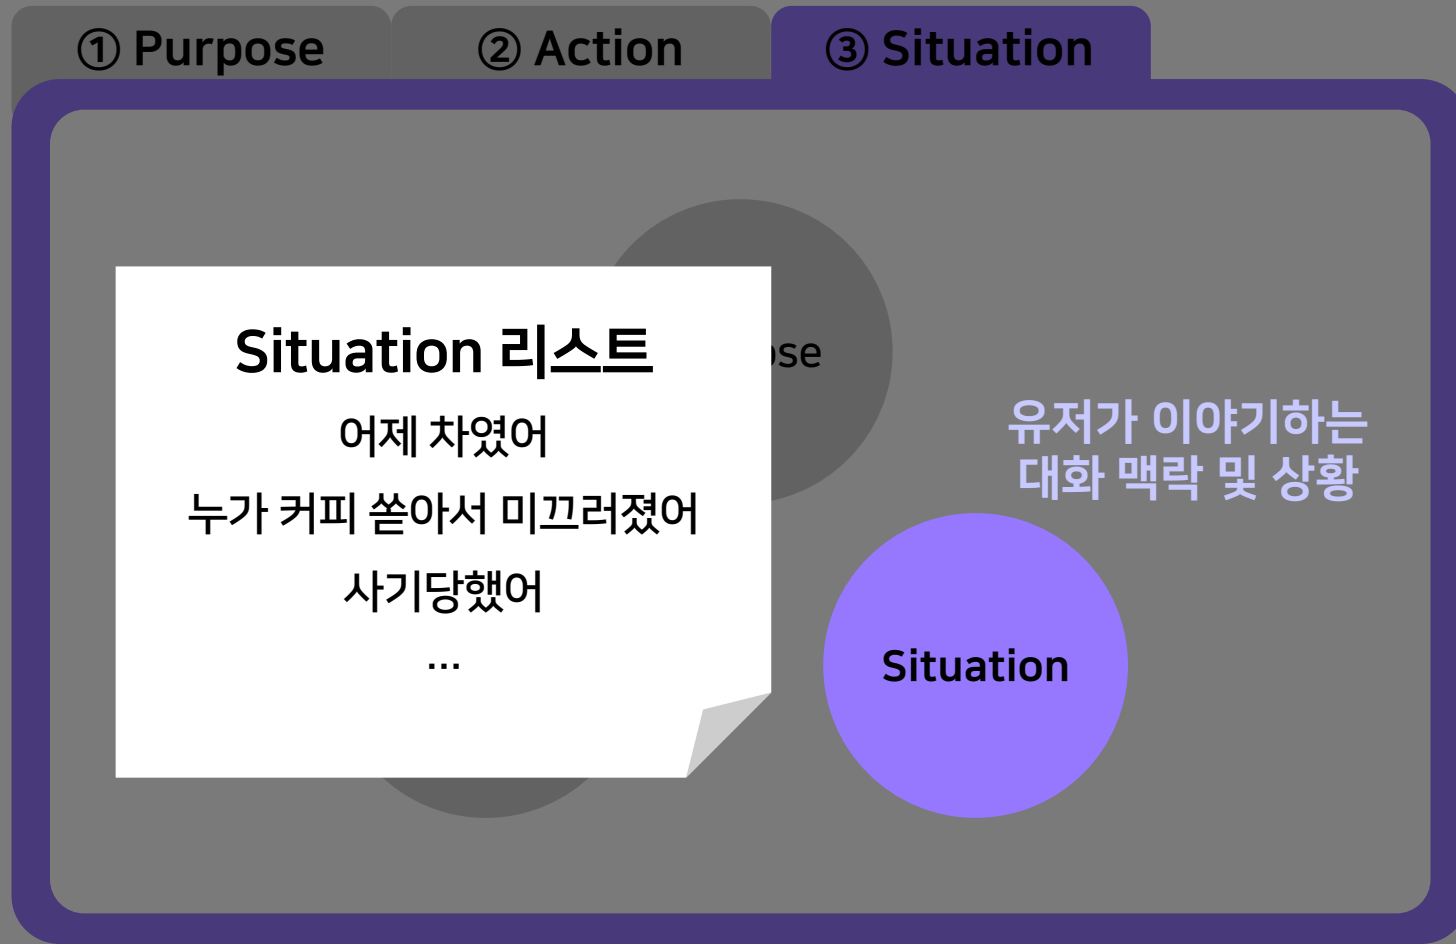 ① Purpose
② Action
③ Situation
Situation 리스트
어제 차였어
누가 커피 쏟아서 미끄러졌어
사기당했어
...
유저가 이야기하는
대화 맥락 및 상황
Situation